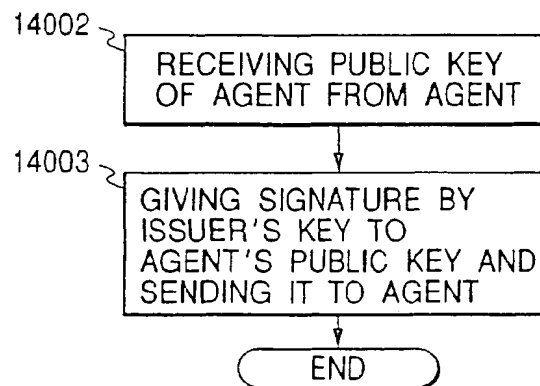 14002
RECEIVING PUBLIC KEY
OF AGENT FROM AGENT
14003
GIVING SIGNATURE BY
ISSUER'S KEY TO
AGENT'S PUBLIC KEY AND
SENDING IT TO AGENT
END